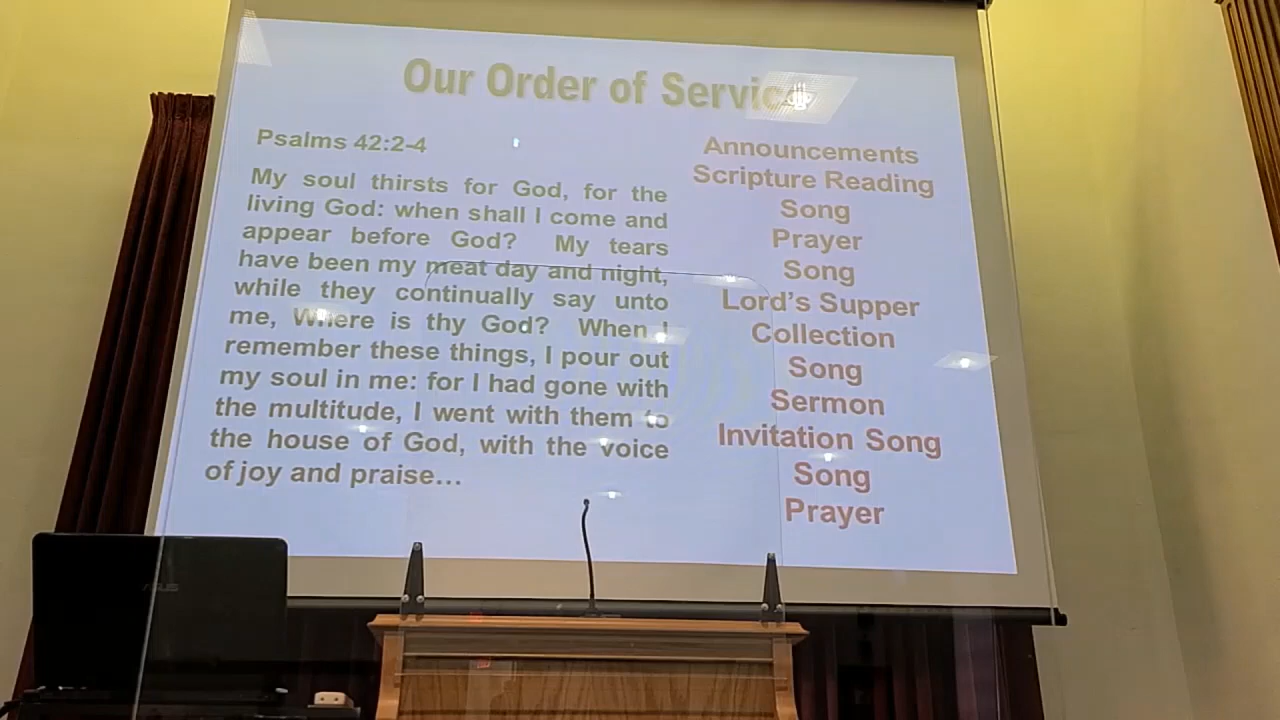 Our Order of Service
Psalms 42:2-4
My soul thirsts for God, for the
living God: when shall I come and
appear before God? My tears
have been my meat day and night,
while they continually say unto
me, Where is thy God? When I
remember these things, I pour out
my soul in me: for I had gone with
the multitude, I went with them to
the house of God, with the voice
of joy and praise...
Announcements
Scripture Reading
Song
Prayer
Song
Lord's Supper
Collection
Song
Sermon
Invitation Song
Song
Prayer
ASUS